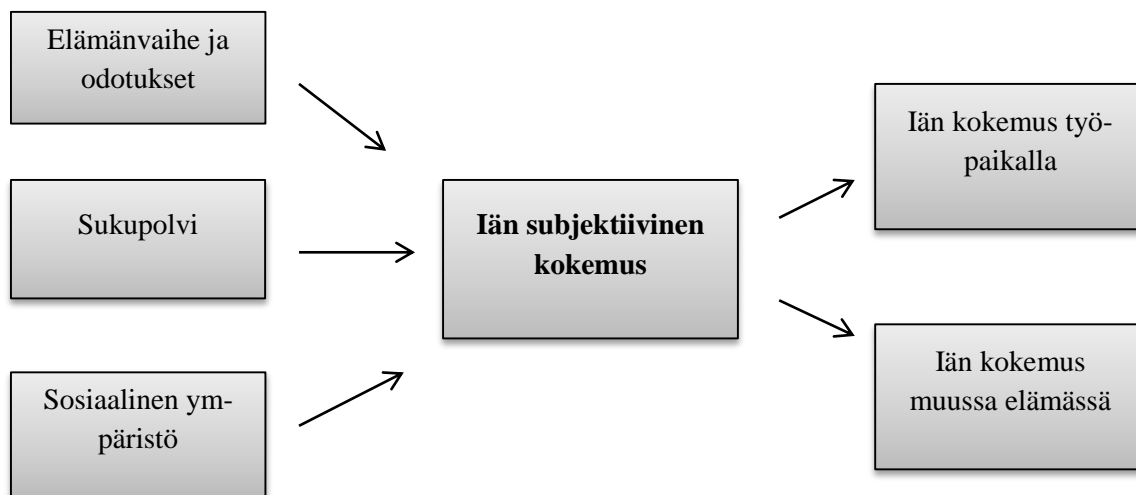 Elämänvaihe ja
odotukset
Sukupolvi
Sosiaalinen ym-
päristö
Iän subjektiivinen
kokemus
Iän kokemus työ-
paikalla
Iän kokemus
muussa elämässä